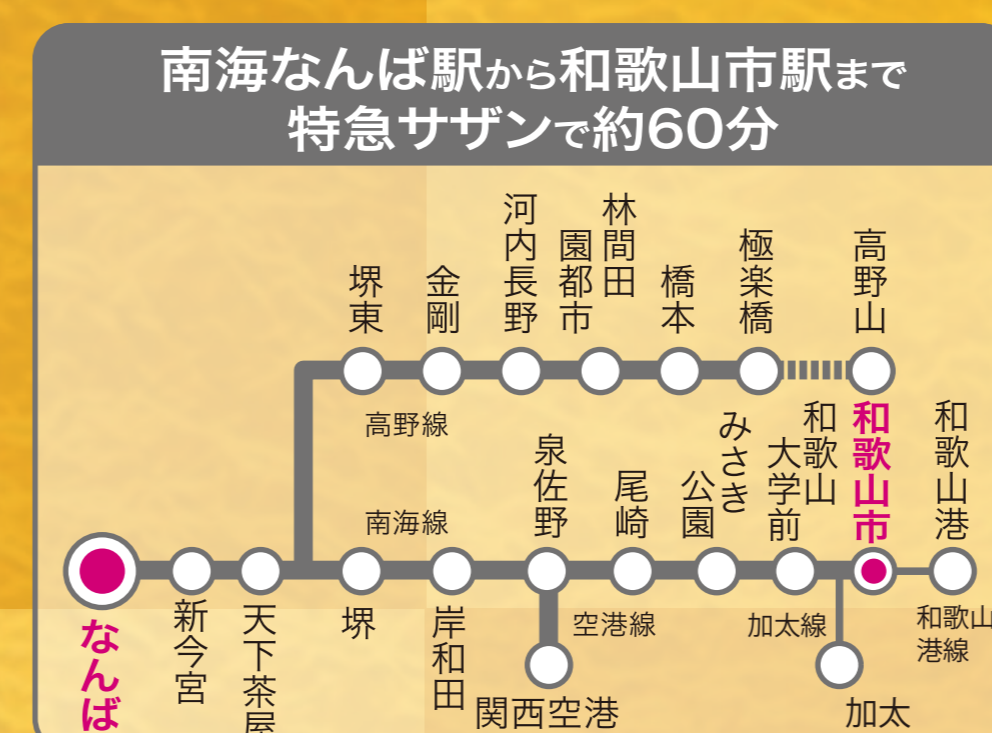 南海なんば駅から和歌山市駅まで
特急サザンで約60分
堺東
金剛
河内長野
林間田
園都市
橋本
極楽橋
高野山
高野線
南海線
泉佐野
尾崎
みさき
公園
和歌山
大学前
和歌山市
和歌山港
なんば
新今宮
天下茶屋
堺
岸和田
空港線
関西空港
加太線
加太
和歌山
港線